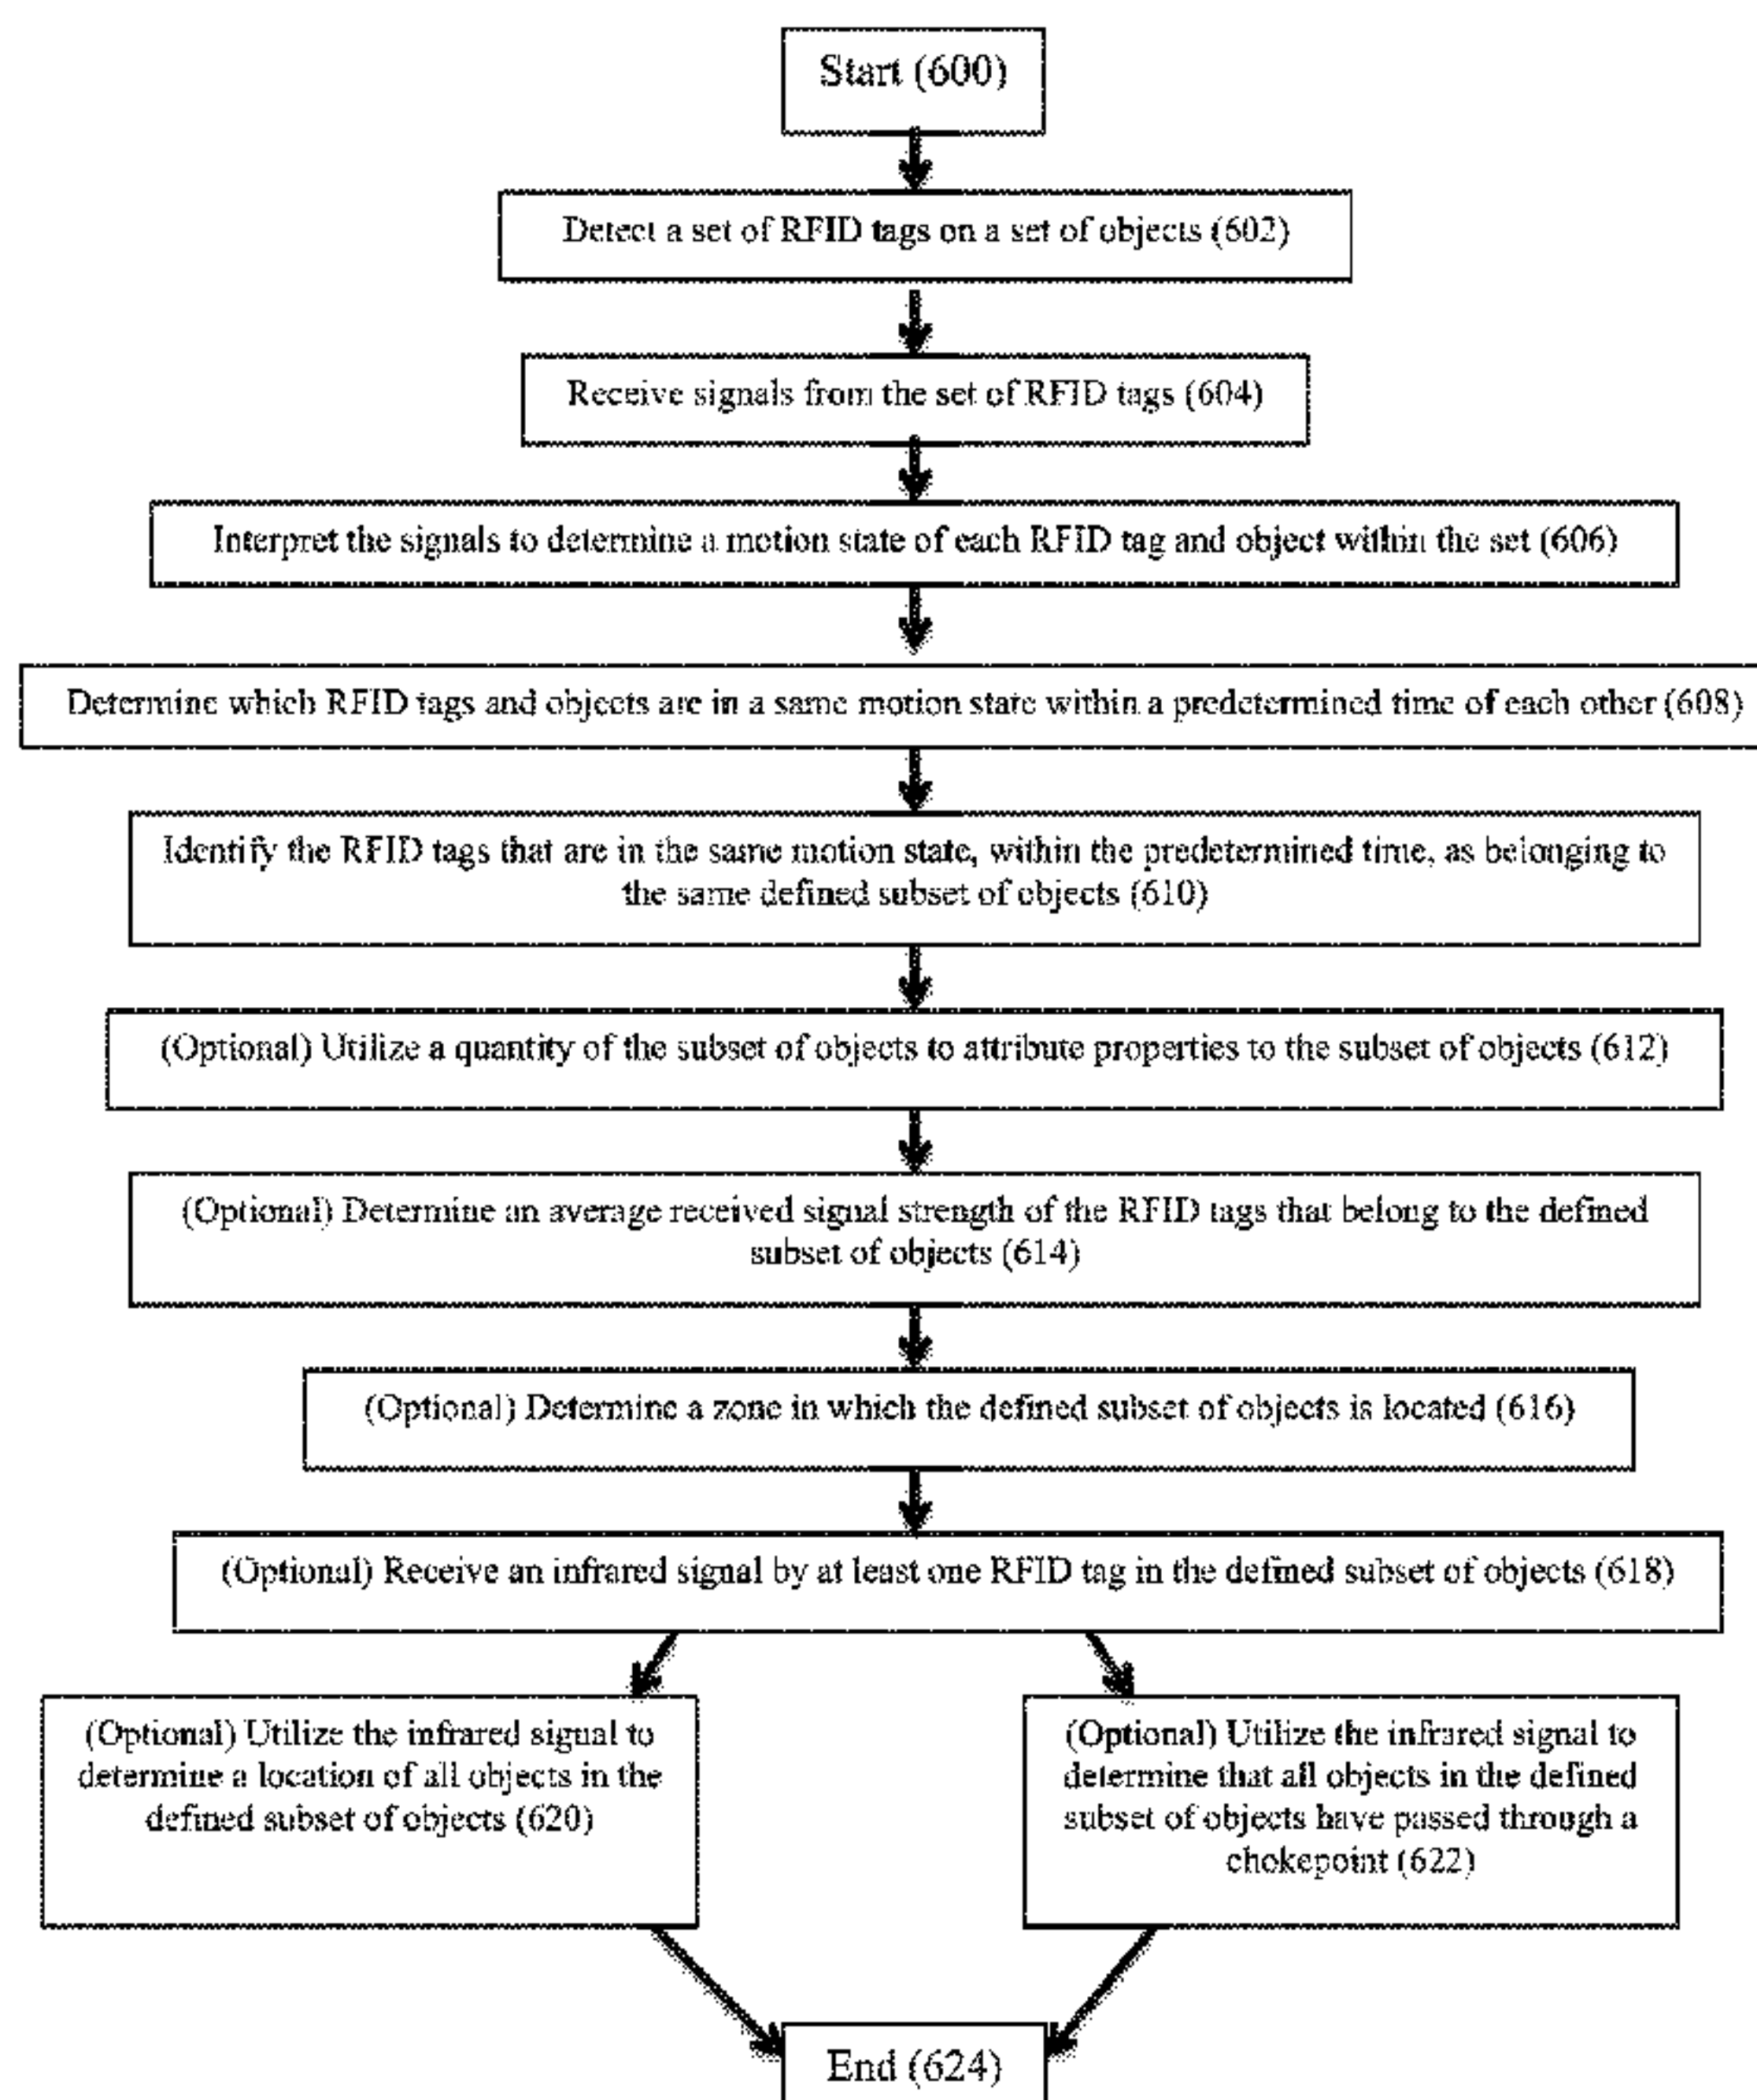 Start (600)
Detect a set of RFID tags on a set of objects (602)
Receive signals from the set of RFID tags (604)
Interpret the signals to determine a motion state of each RFID tag and object within the set (606)
Determine which RFID tags and objects are in a same motion state within a predetermined time of each other (608)
Identify the RFID tags that are in the same motion state, within the predetermined time, as belonging to
the same defined subset of objects (610)
(Optional) Utilize a quantity of the subset of objects to attribute properties to the subset of objects (612)
(Optional) Determine an average received signal strength of the RFID tags that belong to the defined
subset of objects (614)
(Optional) Determine a zone in which the defined subset of objects is located (616)
(Optional) Receive an infrared signal by at least one RFID tag in the defined subset of objects (618)
(Optional) Utilize the infrared signal to
determine a location of all objects in the
defined subset of objects (620)
(Optional) Utilize the infrared signal to
determine that all objects in the defined
subset of objects have passed through a
chokepoint (622)
End (624)